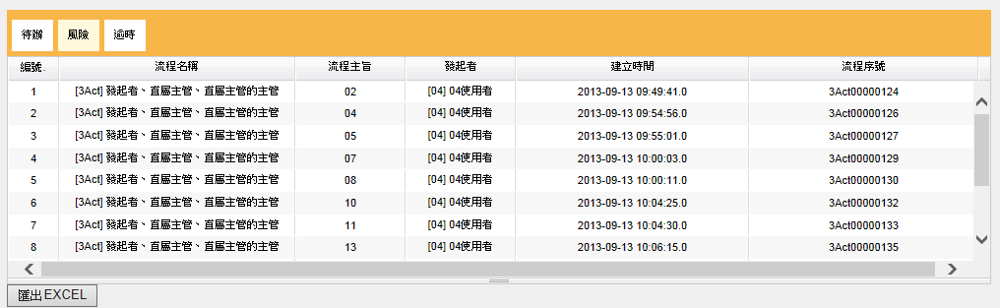 待辦 風險 逾時
編號 流程名稱 流程主旨 發起者 建立時間 流程序號
1 [3Act] 發起者、直屬主管、直屬主管的主管 02 [04] 04使用者 2013-09-13 09:49:41.0 3Act00000124
2 [3Act] 發起者、直屬主管、直屬主管的主管 04 [04] 04使用者 2013-09-13 09:54:56.0 3Act00000126
3 [3Act] 發起者、直屬主管、直屬主管的主管 05 [04] 04使用者 2013-09-13 09:55:01.0 3Act00000127
4 [3Act] 發起者、直屬主管、直屬主管的主管 07 [04] 04使用者 2013-09-13 10:00:03.0 3Act00000129
5 [3Act] 發起者、直屬主管、直屬主管的主管 08 [04] 04使用者 2013-09-13 10:00:11.0 3Act00000130
6 [3Act] 發起者、直屬主管、直屬主管的主管 10 [04] 04使用者 2013-09-13 10:04:25.0 3Act00000132
7 [3Act] 發起者、直屬主管、直屬主管的主管 11 [04] 04使用者 2013-09-13 10:04:30.0 3Act00000133
8 [3Act] 發起者、直屬主管、直屬主管的主管 13 [04] 04使用者 2013-09-13 10:06:15.0 3Act00000135
匯出EXCEL